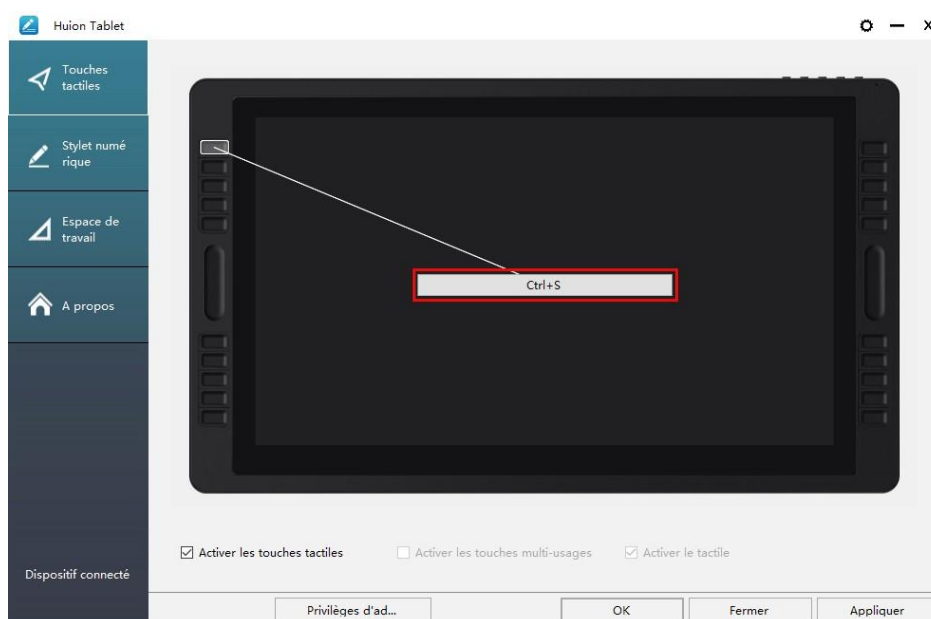 Huion Tablet
Touches
tactiles
Stylet numé
rique
Espace de
travail
A propos
Ctrl+S
Activer les touches tactiles
Activer les touches multi-usages
Activer le tactile
Dispositif connecté
Privilèges d'ad...
OK
Fermer
Appliquer